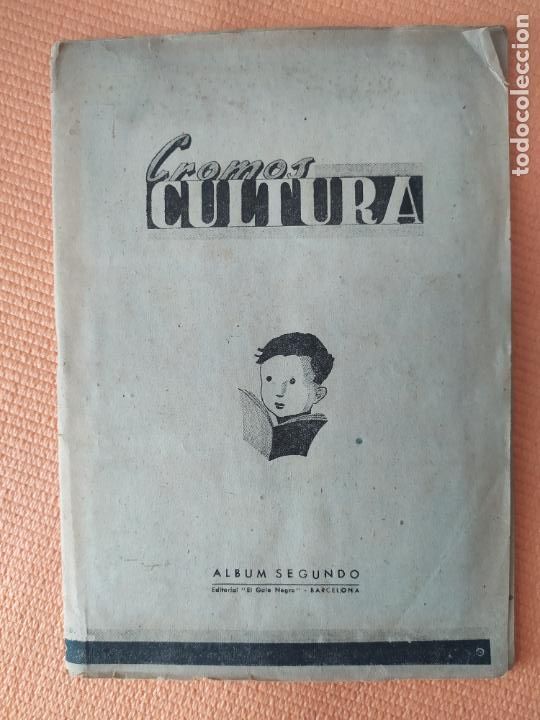 Cromos
CULTURA
ALBUM SEGUNDO
Editorial "El Gato Negro" - BARCELONA
todocoleccion